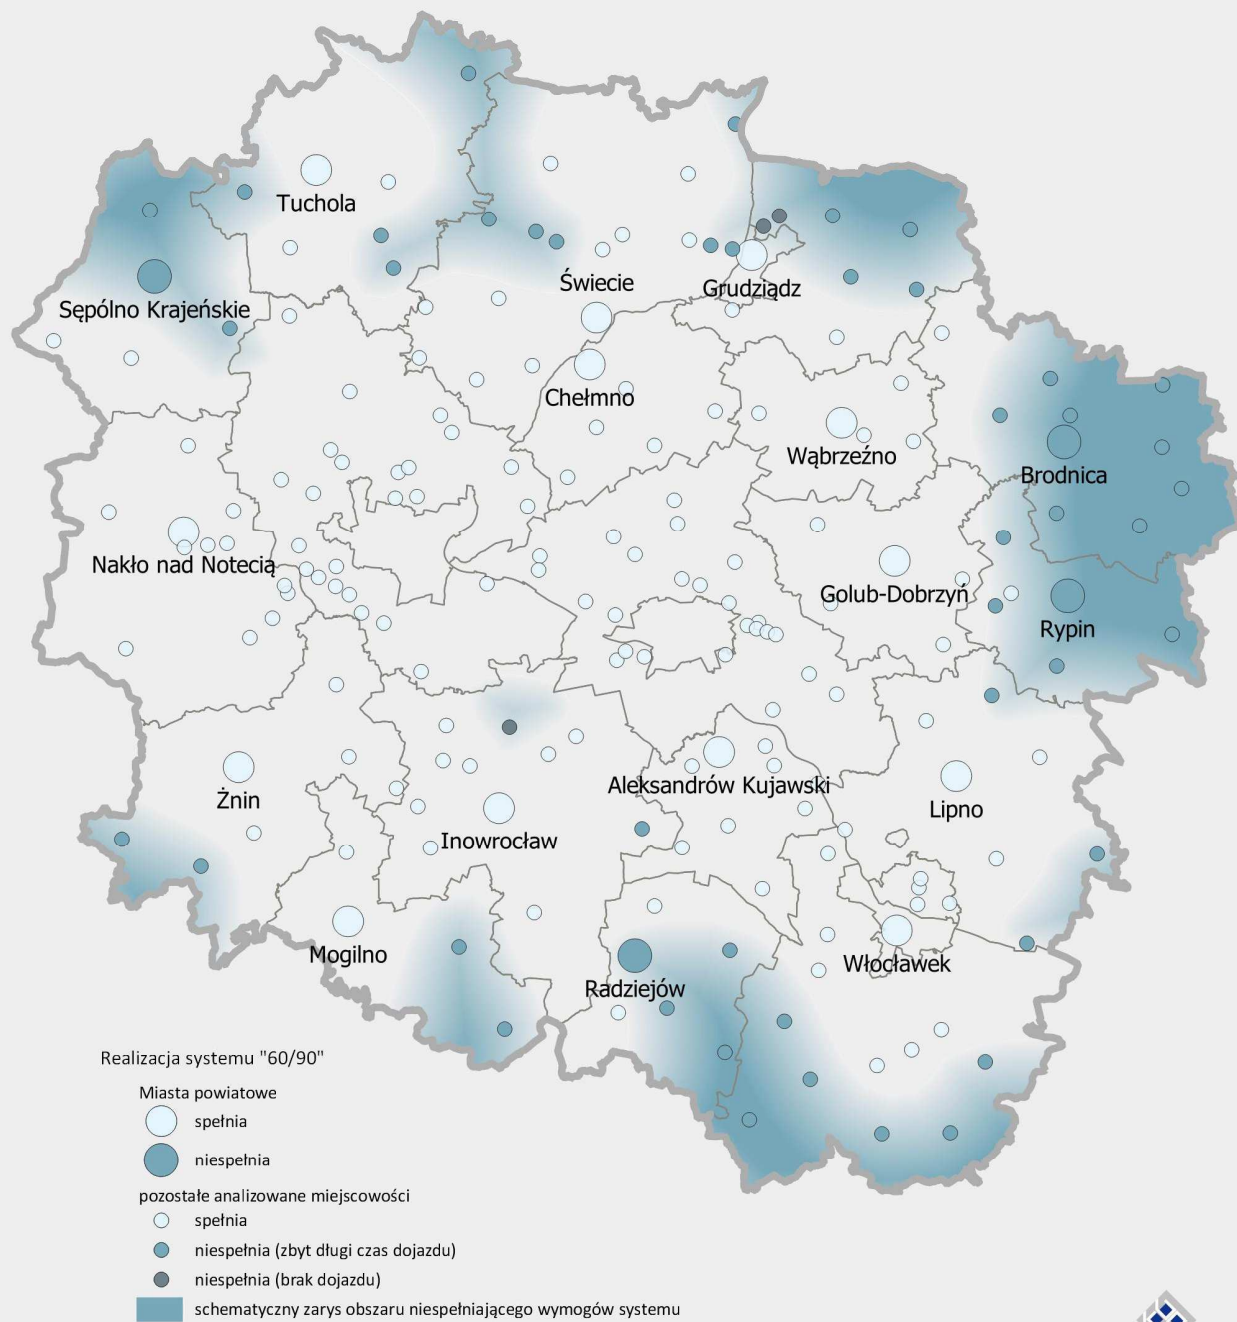 Tuchola
Sępólno Krajeńskie
Świecie
Grudziądz
Chełmno
Wąbrzeźno
Brodnica
Nakło nad Notecią
Golub-Dobrzyń
Rypin
Aleksandrów Kujawski
Żnin
Lipno
Inowrocław
Mogilno
Włocławek
Radziejów
Realizacja systemu "60/90"
Miasta powiatowe
spełnia
niespełnia
pozostałe analizowane miejscowości
spełnia
niespełnia (zbyt długi czas dojazdu)
niespełnia (brak dojazdu)
schematyczny zarys obszaru niespełniającego wymogów systemu